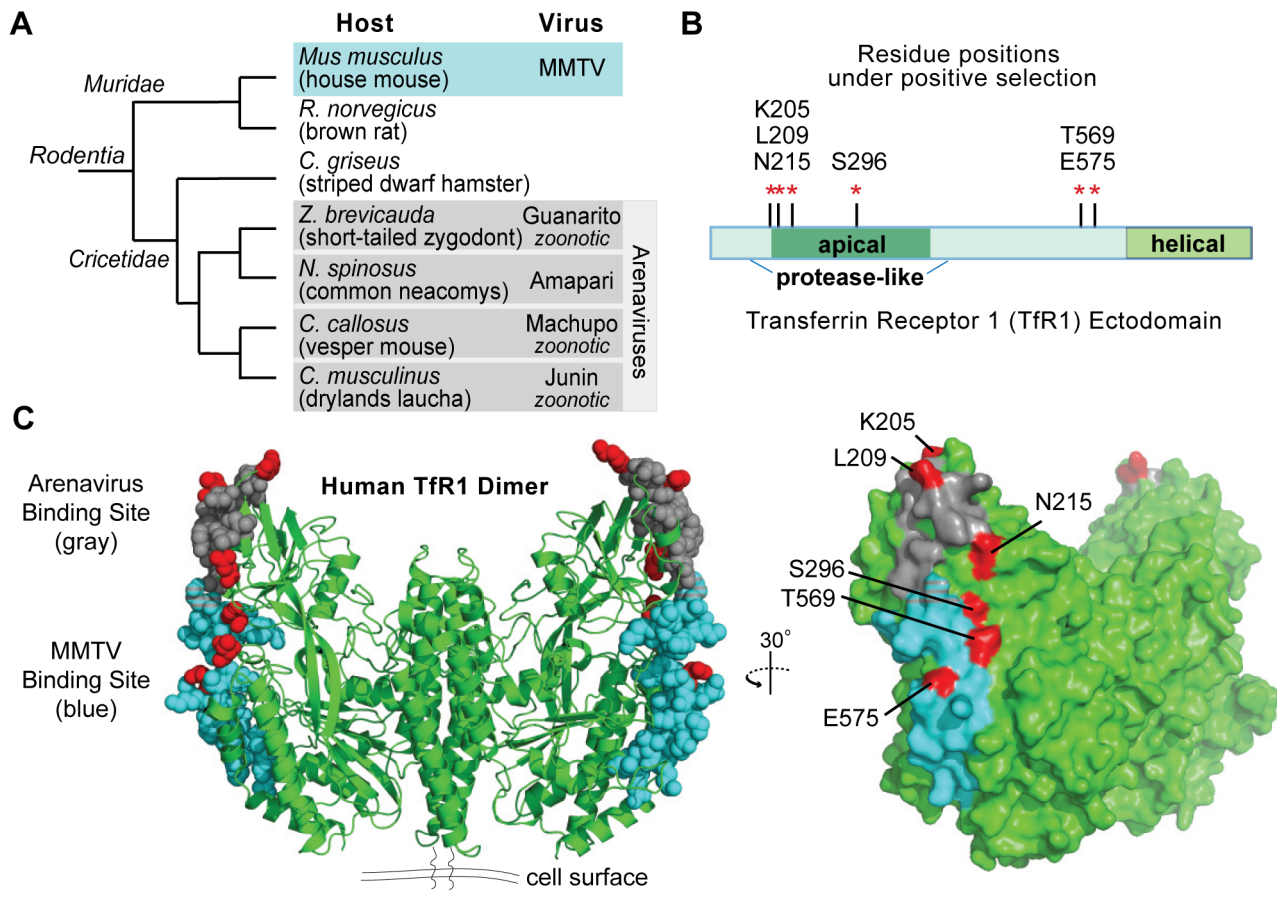 A
Host Virus
Mus musculus
(house mouse)
MMTV
Muridae
R. norvegicus
(brown rat)
Rodentia
C. griseus
(striped dwarf hamster)
Z. brevicauda
(short-tailed zygodont)
Guanarito
zoonotic
Cricetidae
N. spinosus
(common neacomys)
Amapari
C. callosus
(vesper mouse)
Machupo
zoonotic
C. musculinus
(drylands laucha)
Junin
zoonotic
Arenaviruses
B
Residue positions
under positive selection
K205
L209
N215
S296
T569
E575
***
*
**
apical
helical
protease-like
Transferrin Receptor 1 (TfR1) Ectodomain
C
Arenavirus
Binding Site
(gray)
Human TfR1 Dimer
MMTV
Binding Site
(blue)
cell surface
30°
K205
L209
N215
S296
T569
E575